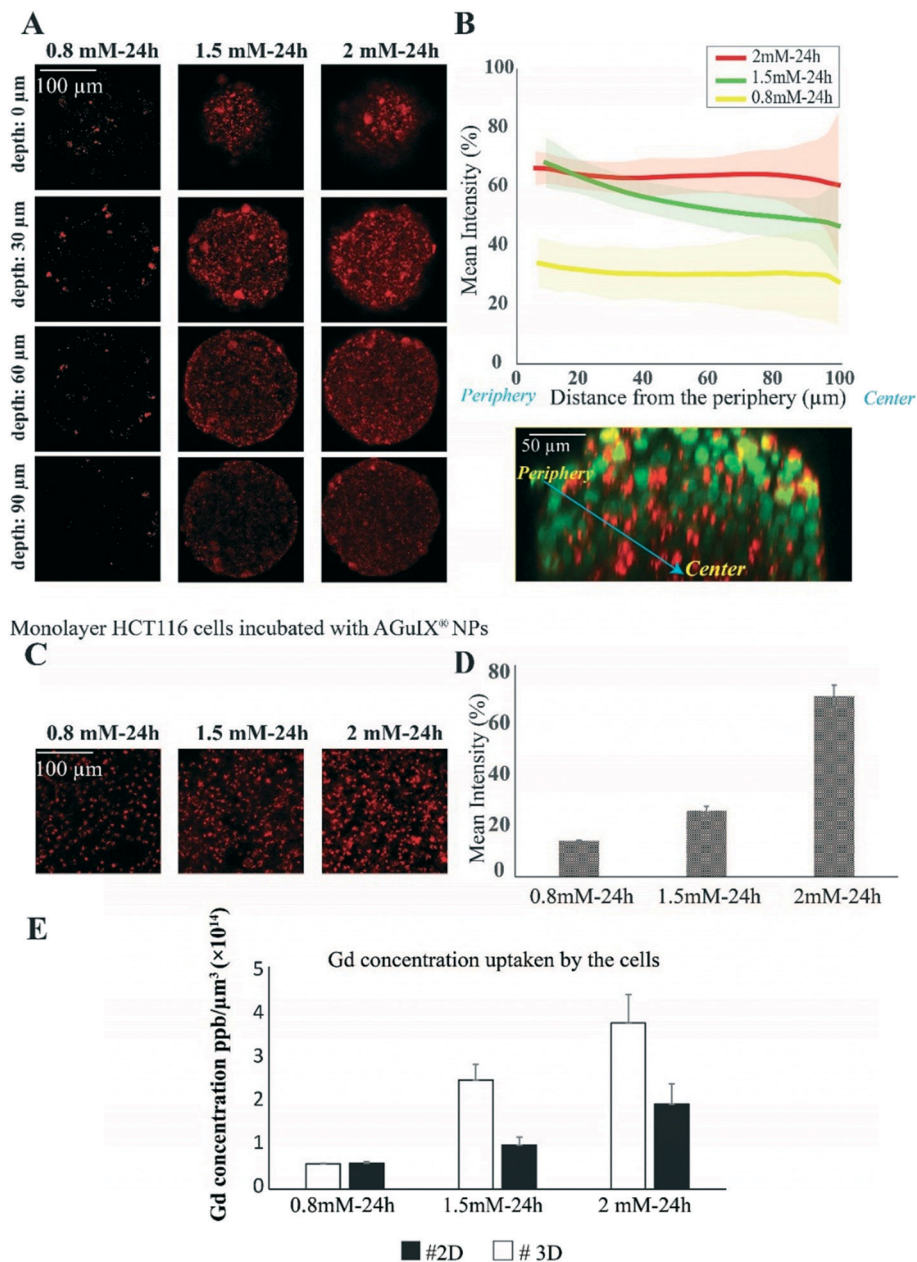 A
0.8 mM-24h 1.5 mM-24h 2 mM-24h
100 µm
depth: 0 µm
depth: 30 µm
depth: 60 µm
depth: 90 µm
B
2mM-24h
1.5mM-24h
0.8mM-24h
Mean Intensity (%)
100
80
60
40
20
0
0 20 40 60 80 100
Periphery Distance from the periphery (µm) Center
50 µm
Periphery
Center
Monolayer HCT116 cells incubated with AGuIX® NPs
C
0.8 mM-24h 1.5 mM-24h 2 mM-24h
100 µm
D
Mean Intensity (%)
80
60
40
20
0
0.8mM-24h 1.5mM-24h 2mM-24h
E
Gd concentration uptaken by the cells
Gd concentration ppb/µm³ (×10¹⁴)
5
4
3
2
1
0
0.8mM-24h 1.5mM-24h 2 mM-24h
#2D # 3D